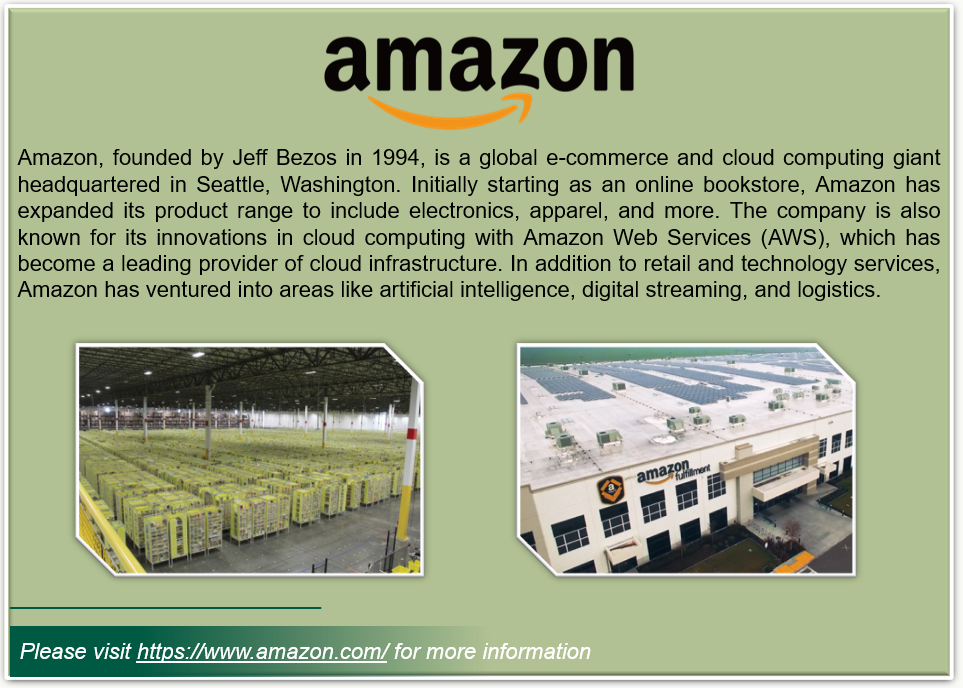 amazon
Amazon, founded by Jeff Bezos in 1994, is a global e-commerce and cloud computing giant
headquartered in Seattle, Washington. Initially starting as an online bookstore, Amazon has
expanded its product range to include electronics, apparel, and more. The company is also
known for its innovations in cloud computing with Amazon Web Services (AWS), which has
become a leading provider of cloud infrastructure. In addition to retail and technology services,
Amazon has ventured into areas like artificial intelligence, digital streaming, and logistics.
a
amazon
fulfillment
Please visit https://www.amazon.com/ for more information